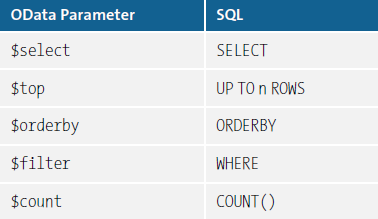 OData Parameter SQL
$select SELECT
$top UP TO n ROWS
$orderby ORDERBY
$filter WHERE
$count COUNT()